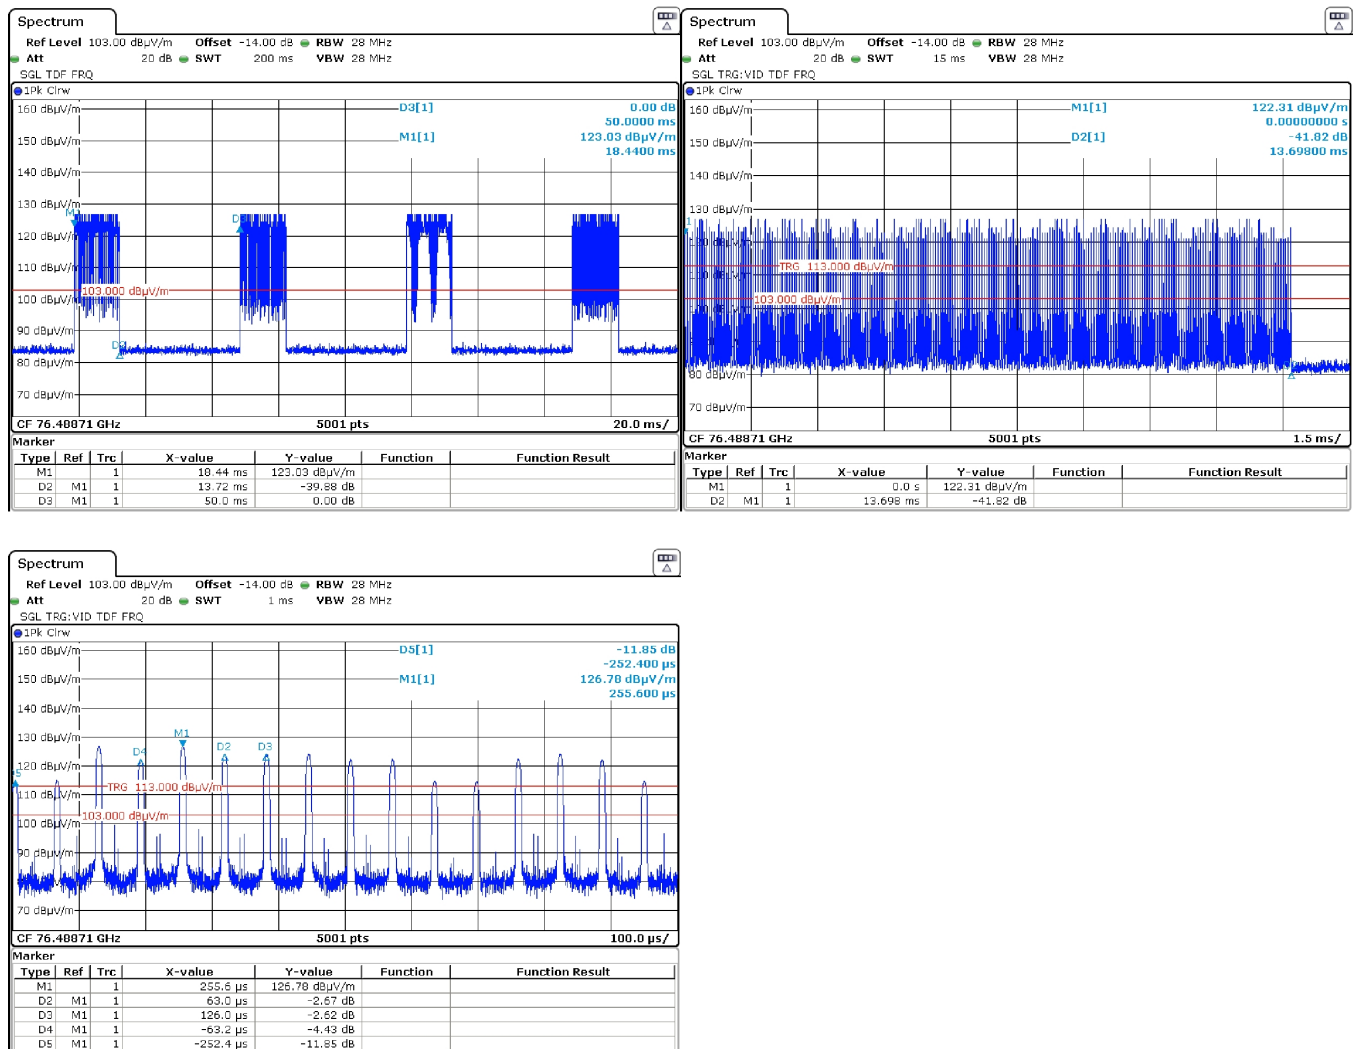 Spectrum
Ref Level 103.00 dBµV/m Offset -14.00 dB RBW 28 MHz
Att 20 dB SWT 200 ms VBW 28 MHz
SGL TDF FRQ
1Pk Clrw
D3[1] 0.00 dB
50.0000 ms
M1[1] 123.03 dBµV/m
18.4400 ms
160 dBµV/m
150 dBµV/m
140 dBµV/m
130 dBµV/m
M1
D3
120 dBµV/m
110 dBµV/m
103.000 dBµV/m
100 dBµV/m
90 dBµV/m
D2
80 dBµV/m
70 dBµV/m
CF 76.48871 GHz 5001 pts 20.0 ms/
Marker
Type Ref Trc X-value Y-value Function Function Result
M1 1 18.44 ms 123.03 dBµV/m
D2 M1 1 13.72 ms -39.88 dB
D3 M1 1 50.0 ms 0.00 dB
Spectrum
Ref Level 103.00 dBµV/m Offset -14.00 dB RBW 28 MHz
Att 20 dB SWT 15 ms VBW 28 MHz
SGL TRG:VID TDF FRQ
1Pk Clrw
M1[1] 122.31 dBµV/m
0.00000000 s
D2[1] -41.82 dB
13.69800 ms
160 dBµV/m
150 dBµV/m
140 dBµV/m
130 dBµV/m
120 dBµV/m
TRG 113.000 dBµV/m
110 dBµV/m
103.000 dBµV/m
80 dBµV/m
70 dBµV/m
CF 76.48871 GHz 5001 pts 1.5 ms/
Marker
Type Ref Trc X-value Y-value Function Function Result
M1 1 0.0 s 122.31 dBµV/m
D2 M1 1 13.698 ms -41.82 dB
Spectrum
Ref Level 103.00 dBµV/m Offset -14.00 dB RBW 28 MHz
Att 20 dB SWT 1 ms VBW 28 MHz
SGL TRG:VID TDF FRQ
1Pk Clrw
D5[1] -11.85 dB
-252.400 µs
M1[1] 126.78 dBµV/m
255.600 µs
160 dBµV/m
150 dBµV/m
140 dBµV/m
130 dBµV/m
M1
D4 D2 D3
120 dBµV/m
TRG 113.000 dBµV/m
110 dBµV/m
103.000 dBµV/m
100 dBµV/m
90 dBµV/m
80 dBµV/m
70 dBµV/m
CF 76.48871 GHz 5001 pts 100.0 µs/
Marker
Type Ref Trc X-value Y-value Function Function Result
M1 1 255.6 µs 126.78 dBµV/m
D2 M1 1 63.0 µs -2.67 dB
D3 M1 1 126.0 µs -2.62 dB
D4 M1 1 -63.2 µs -4.43 dB
D5 M1 1 -252.4 µs -11.85 dB